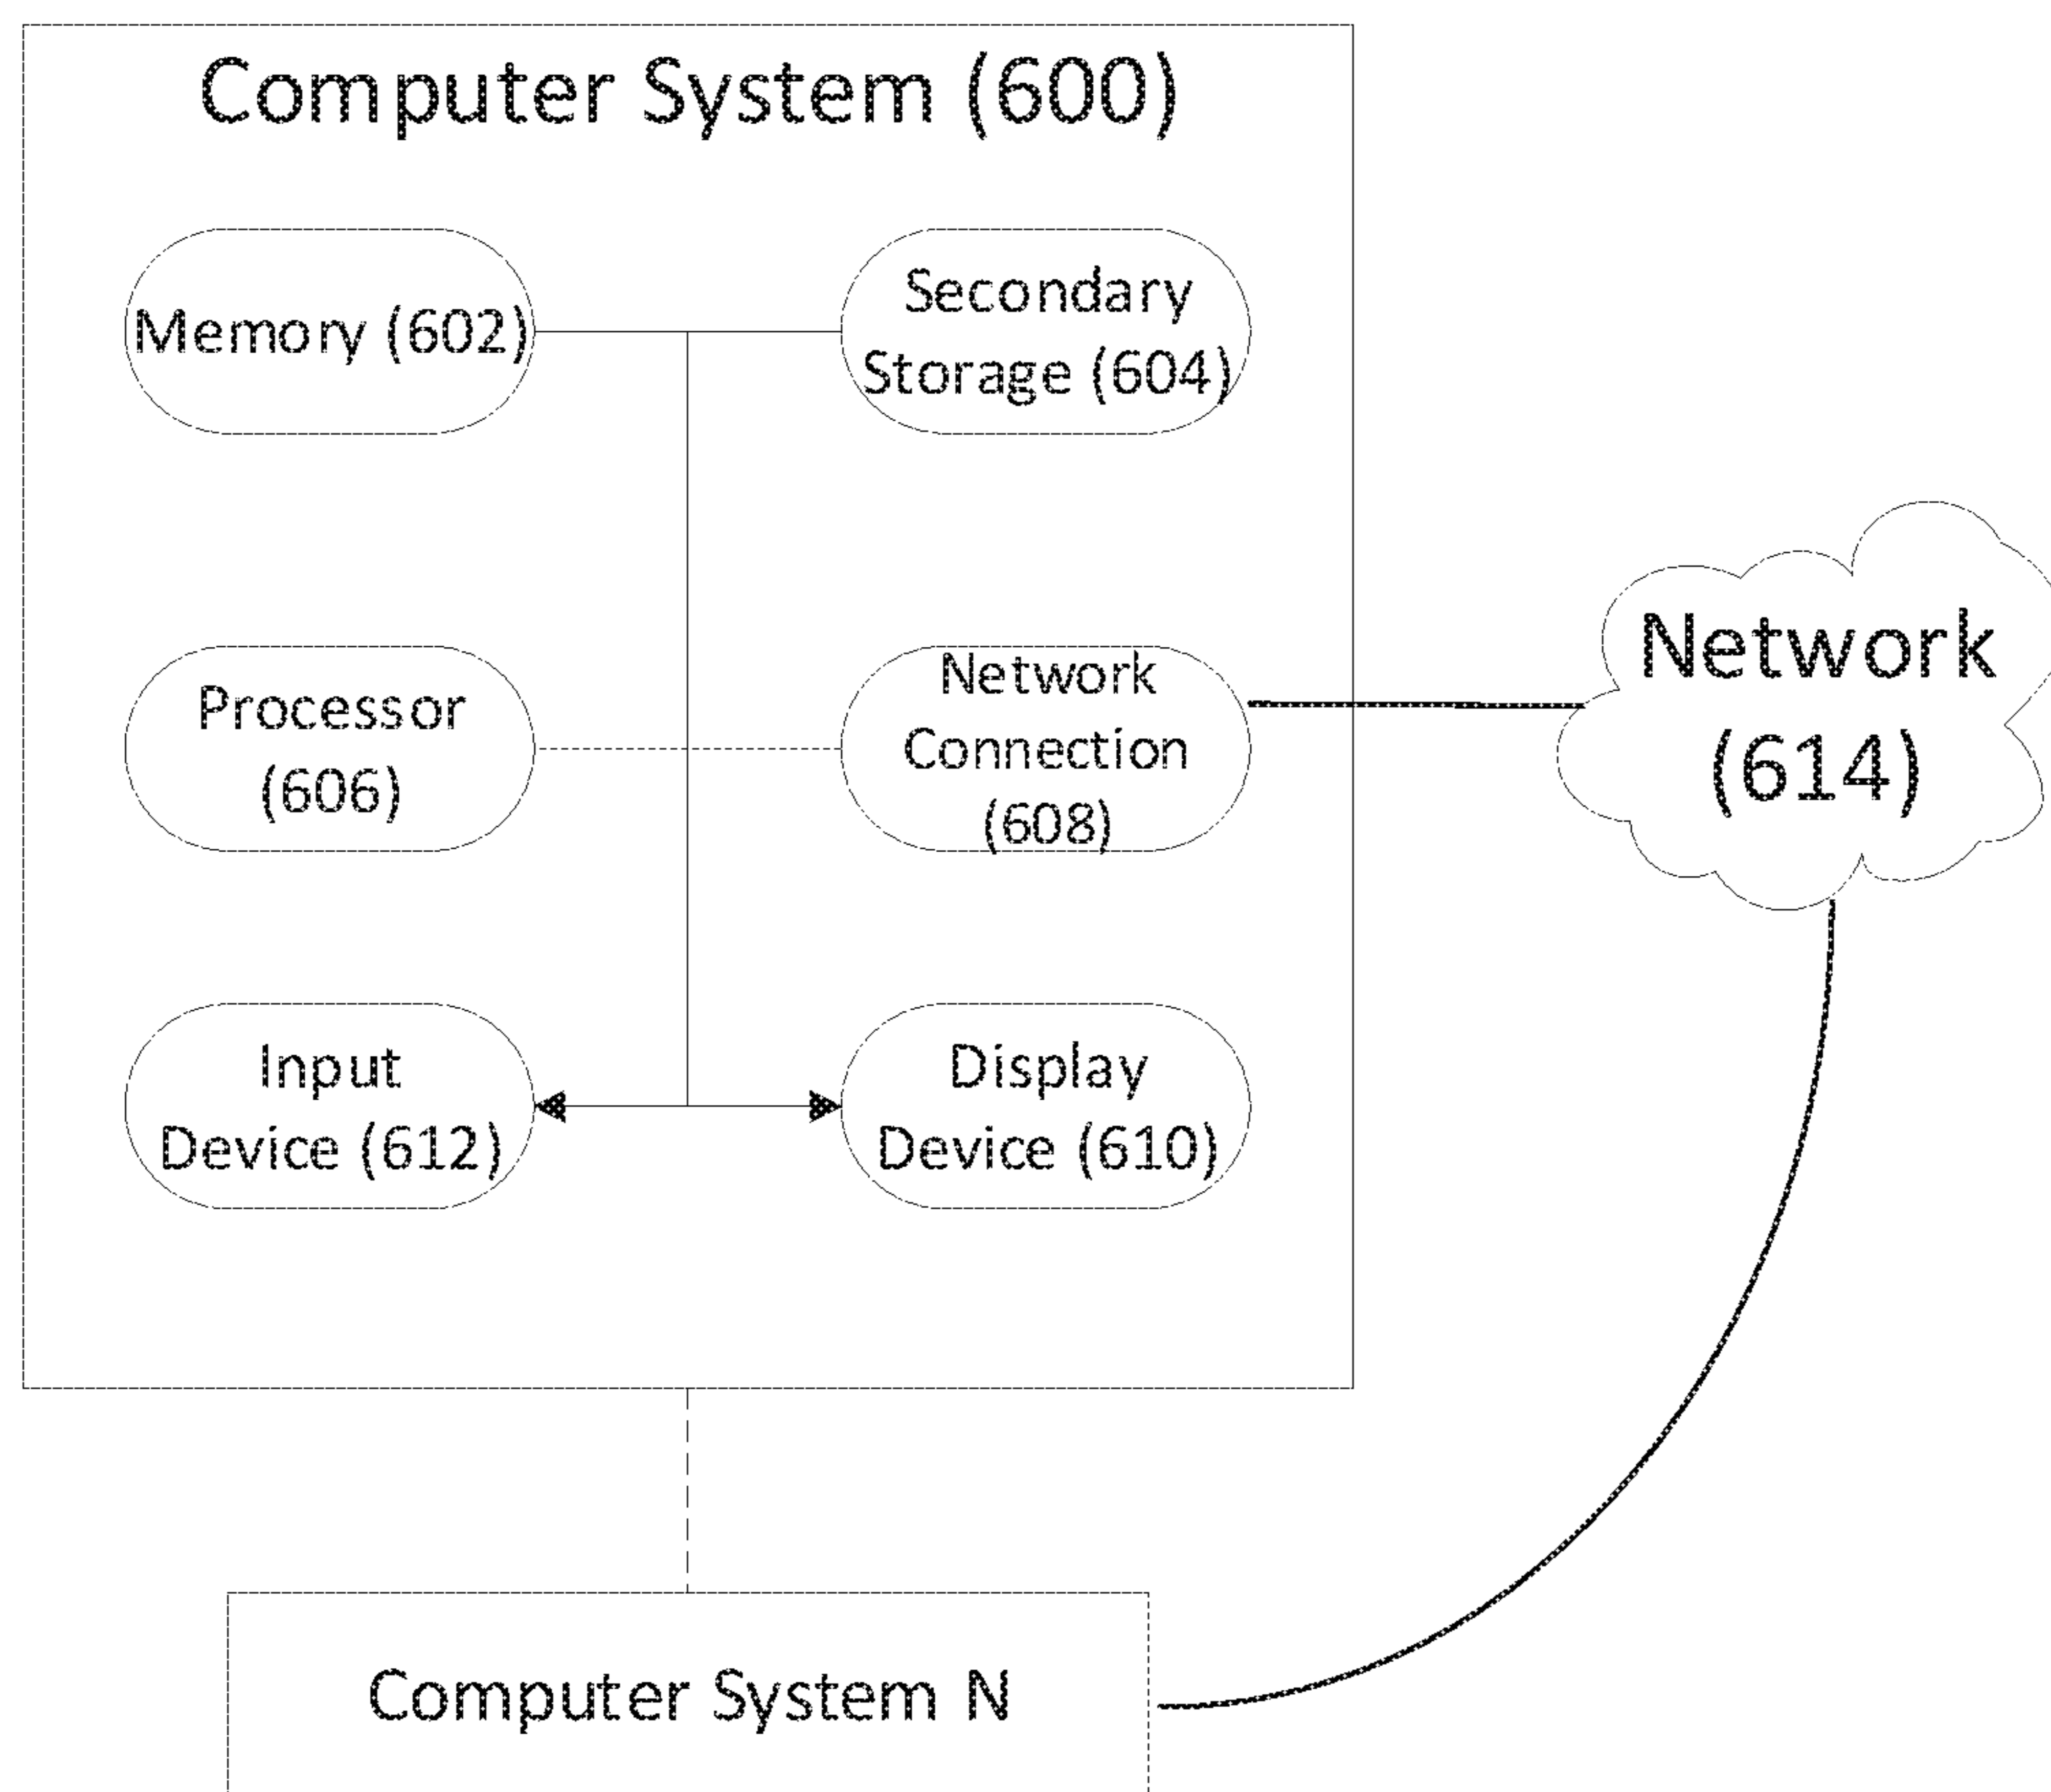 Computer System (600)
Memory (602)
Secondary
Storage (604)
Processor
(606)
Network
Connection
(608)
Network
(614)
Input
Device (612)
Display
Device (610)
Computer System N